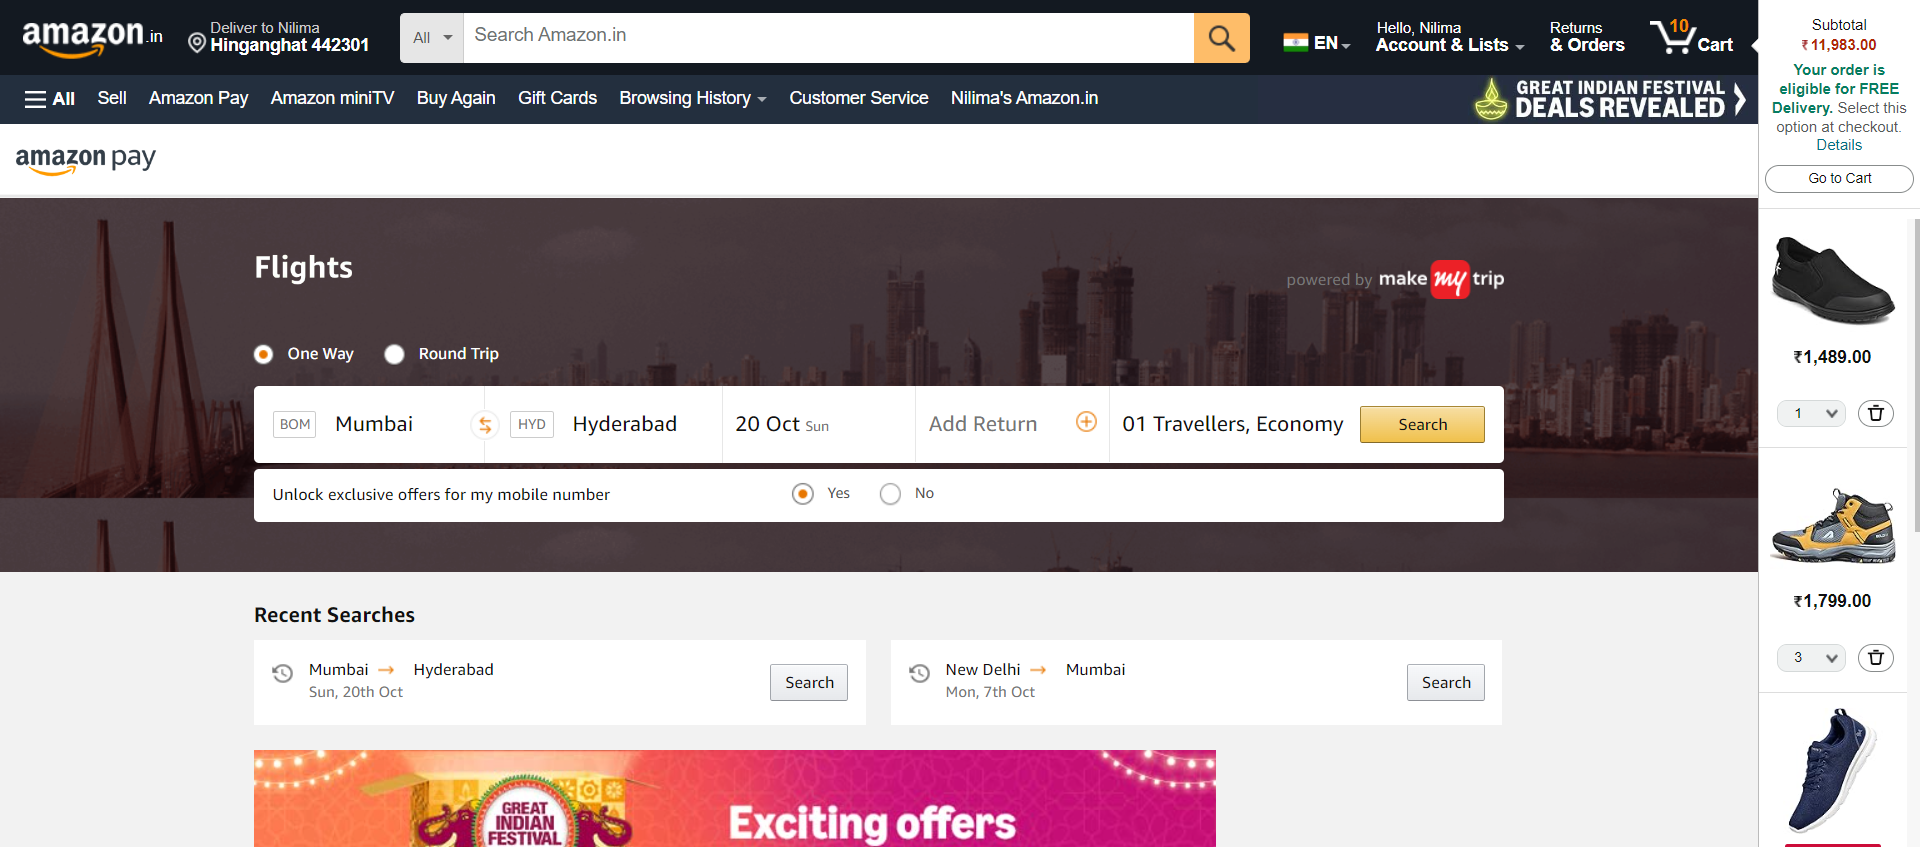 amazon.in
Deliver to Nilima
Hinganghat 442301
All
Search Amazon.in
EN
Hello, Nilima
Account & Lists
Returns
& Orders
10
Cart
All
Sell
Amazon Pay
Amazon miniTV
Buy Again
Gift Cards
Browsing History
Customer Service
Nilima's Amazon.in
GREAT INDIAN FESTIVAL
DEALS REVEALED
amazon pay
Flights
powered by make my trip
One Way
Round Trip
BOM Mumbai
HYD Hyderabad
20 Oct Sun
Add Return
01 Travellers, Economy
Search
Unlock exclusive offers for my mobile number
Yes
No
Recent Searches
Mumbai → Hyderabad
Sun, 20th Oct
Search
New Delhi → Mumbai
Mon, 7th Oct
Search
GREAT
INDIAN
FESTIVAL
Exciting offers
Subtotal
₹11,983.00
Your order is
eligible for FREE
Delivery. Select this
option at checkout.
Details
Go to Cart
₹1,489.00
1
₹1,799.00
3